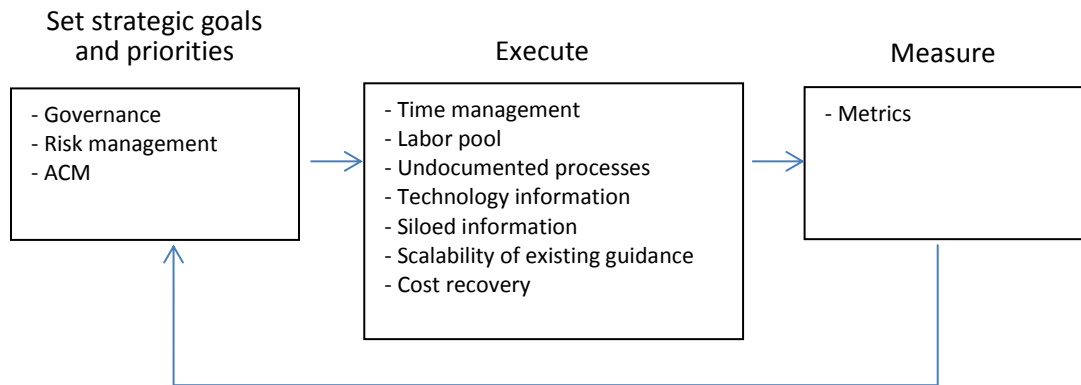 Set strategic goals
and priorities
- Governance
- Risk management
- ACM
Execute
- Time management
- Labor pool
- Undocumented processes
- Technology information
- Siloed information
- Scalability of existing guidance
- Cost recovery
Measure
- Metrics